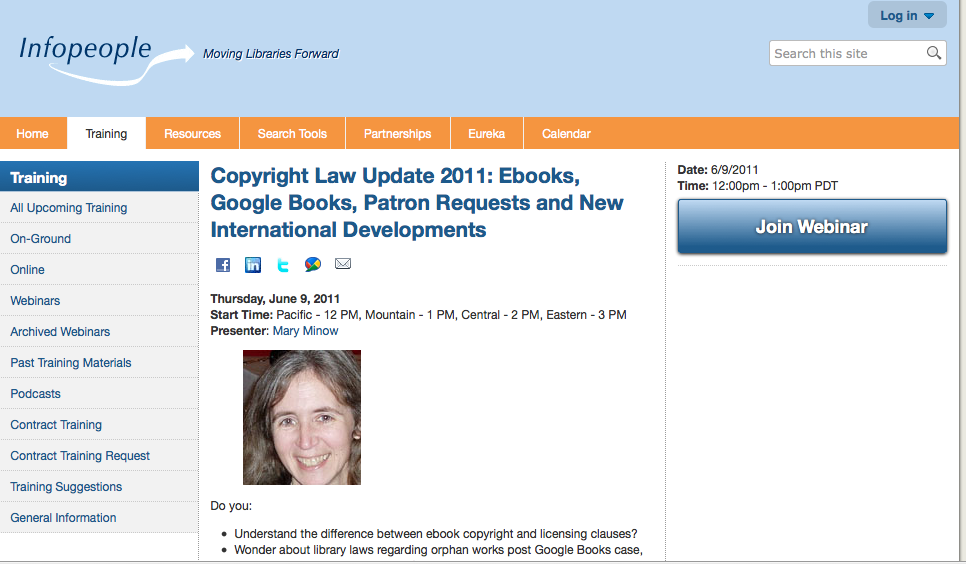 Log in
Infopeople
Moving Libraries Forward
Search this site
Home
Training
Resources
Search Tools
Partnerships
Eureka
Calendar
Training
All Upcoming Training
On-Ground
Online
Webinars
Archived Webinars
Past Training Materials
Podcasts
Contract Training
Contract Training Request
Training Suggestions
General Information
Copyright Law Update 2011: Ebooks,
Google Books, Patron Requests and New
International Developments
Thursday, June 9, 2011
Start Time: Pacific - 12 PM, Mountain - 1 PM, Central - 2 PM, Eastern - 3 PM
Presenter: Mary Minow
Do you:
• Understand the difference between ebook copyright and licensing clauses?
• Wonder about library laws regarding orphan works post Google Books case,
Date: 6/9/2011
Time: 12:00pm - 1:00pm PDT
Join Webinar